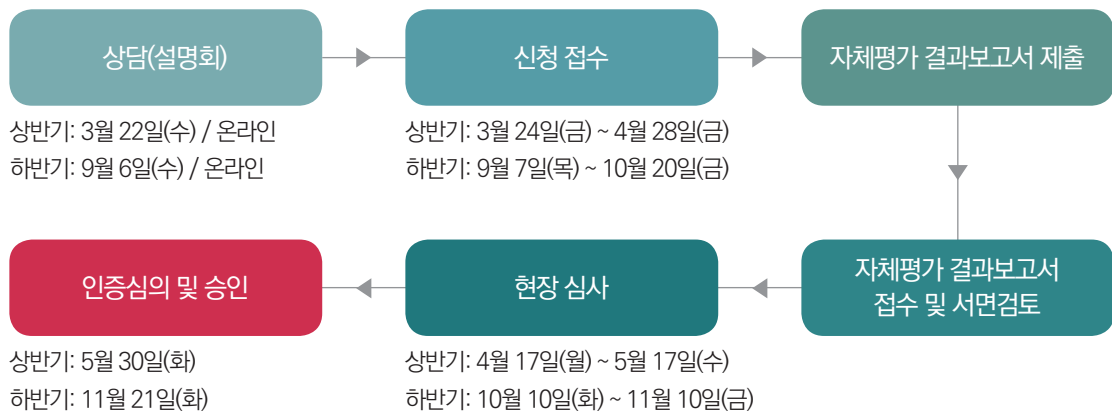 상담(설명회)
상반기: 3월 22일(수) / 온라인
하반기: 9월 6일(수) / 온라인
신청 접수
상반기: 3월 24일(금) ~ 4월 28일(금)
하반기: 9월 7일(목) ~ 10월 20일(금)
자체평가 결과보고서 제출
자체평가 결과보고서
접수 및 서면검토
현장 심사
상반기: 4월 17일(월) ~ 5월 17일(수)
하반기: 10월 10일(화) ~ 11월 10일(금)
인증심의 및 승인
상반기: 5월 30일(화)
하반기: 11월 21일(화)